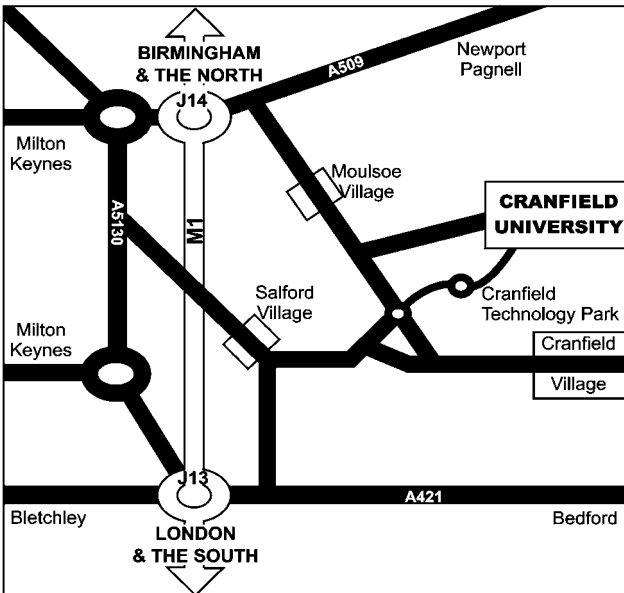 BIRMINGHAM
& THE NORTH
A509
Newport
Pagnell
J14
Milton
Keynes
Moulsoe
Village
A5130
M1
CRANFIELD
UNIVERSITY
Salford
Village
Cranfield
Technology Park
Milton
Keynes
Cranfield
Village
J13
A421
Bletchley
Bedford
LONDON
& THE SOUTH